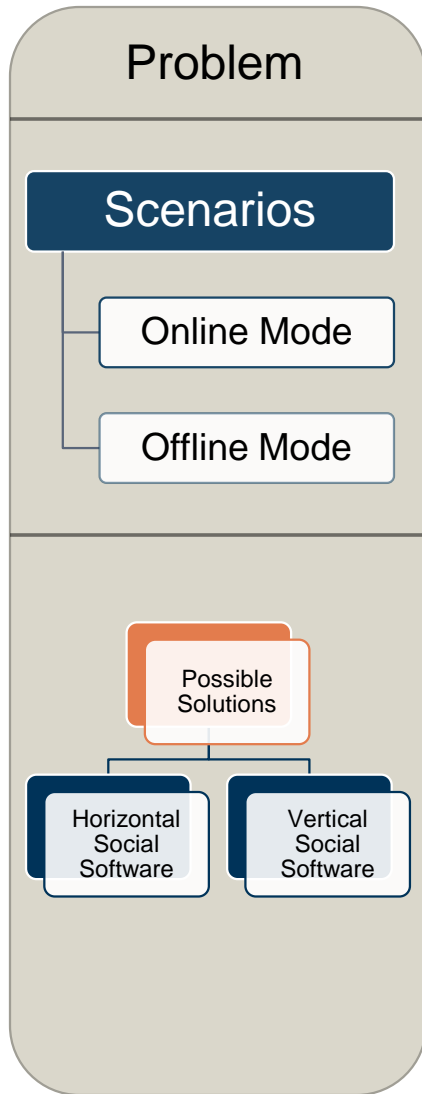 Problem
Scenarios
Online Mode
Offline Mode
Possible
Solutions
Horizontal
Social
Software
Vertical
Social
Software